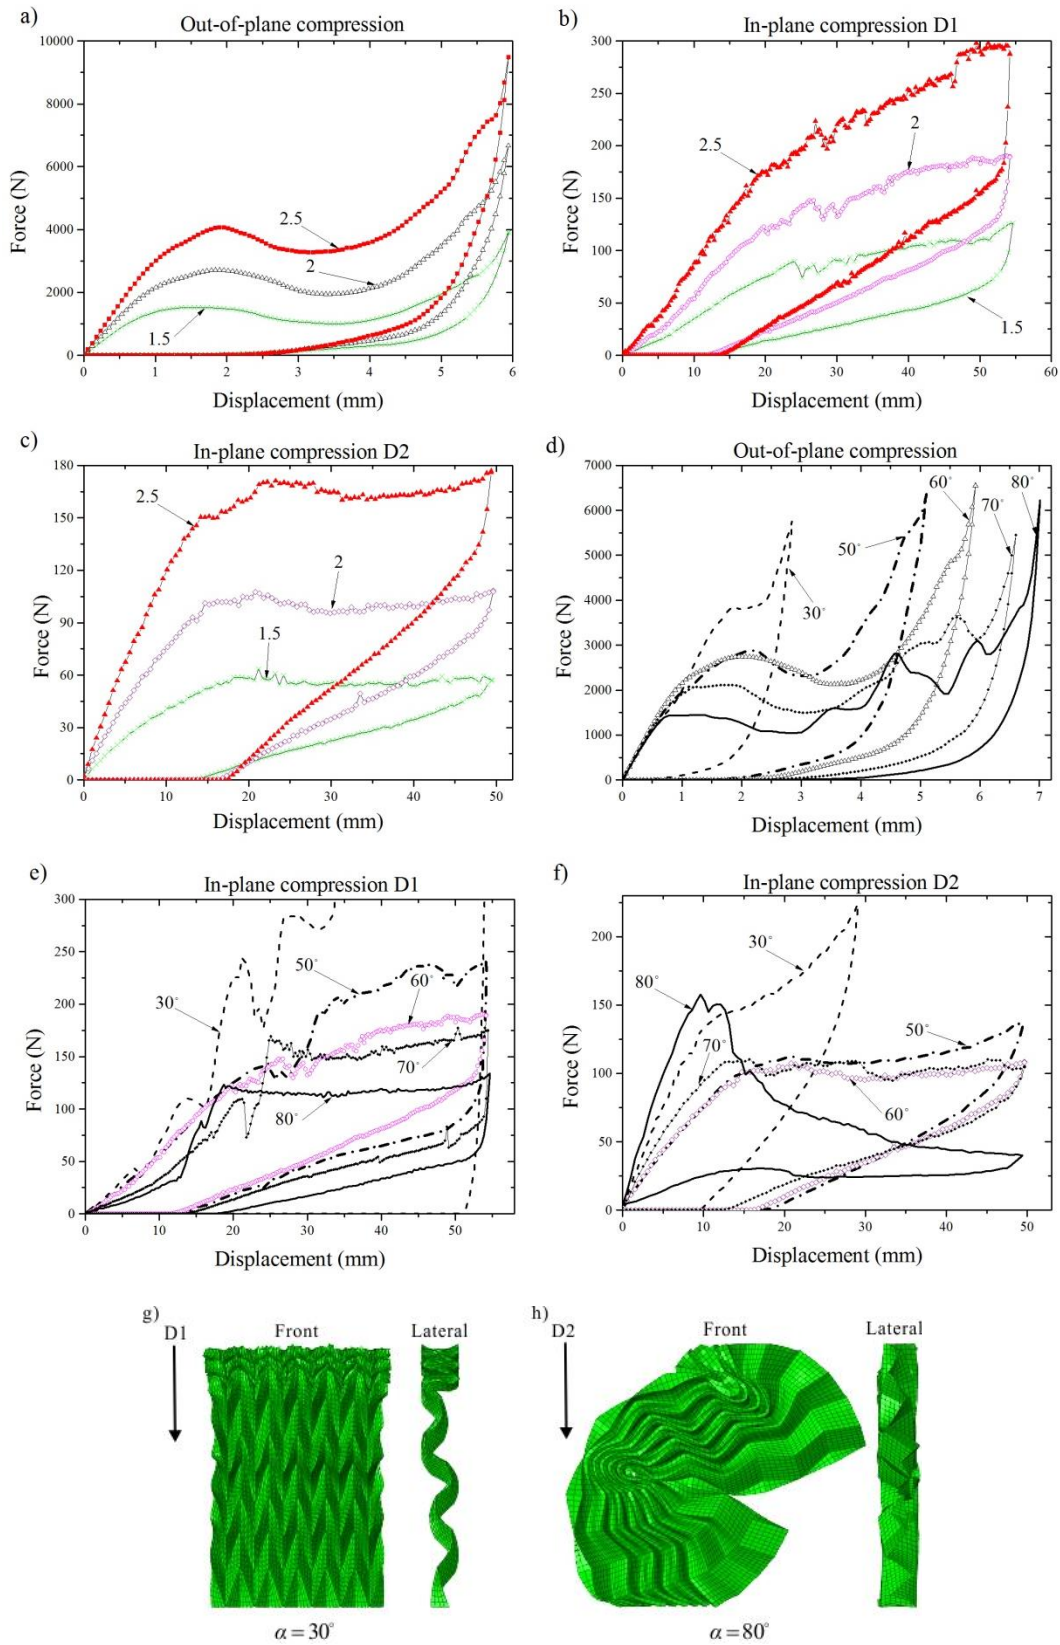 a)
Out-of-plane compression
10000
8000
6000
4000
2000
0
Force (N)
2.5
2
1.5
0 1 2 3 4 5 6
Displacement (mm)
b)
In-plane compression D1
300
250
200
150
100
50
0
Force (N)
2.5
2
1.5
0 10 20 30 40 50 60
Displacement (mm)
c)
In-plane compression D2
180
150
120
90
60
30
0
Force (N)
2.5
2
1.5
0 10 20 30 40 50
Displacement (mm)
d)
Out-of-plane compression
7000
6000
5000
4000
3000
2000
1000
0
Force (N)
30°
50°
60°
70°
80°
0 1 2 3 4 5 6 7
Displacement (mm)
e)
In-plane compression D1
300
250
200
150
100
50
0
Force (N)
30°
50°
60°
70°
80°
0 10 20 30 40 50
Displacement (mm)
f)
In-plane compression D2
200
150
100
50
0
Force (N)
30°
80°
70°
50°
60°
0 10 20 30 40 50
Displacement (mm)
g)
D1 Front Lateral
α = 30°
h)
D2 Front Lateral
α = 80°